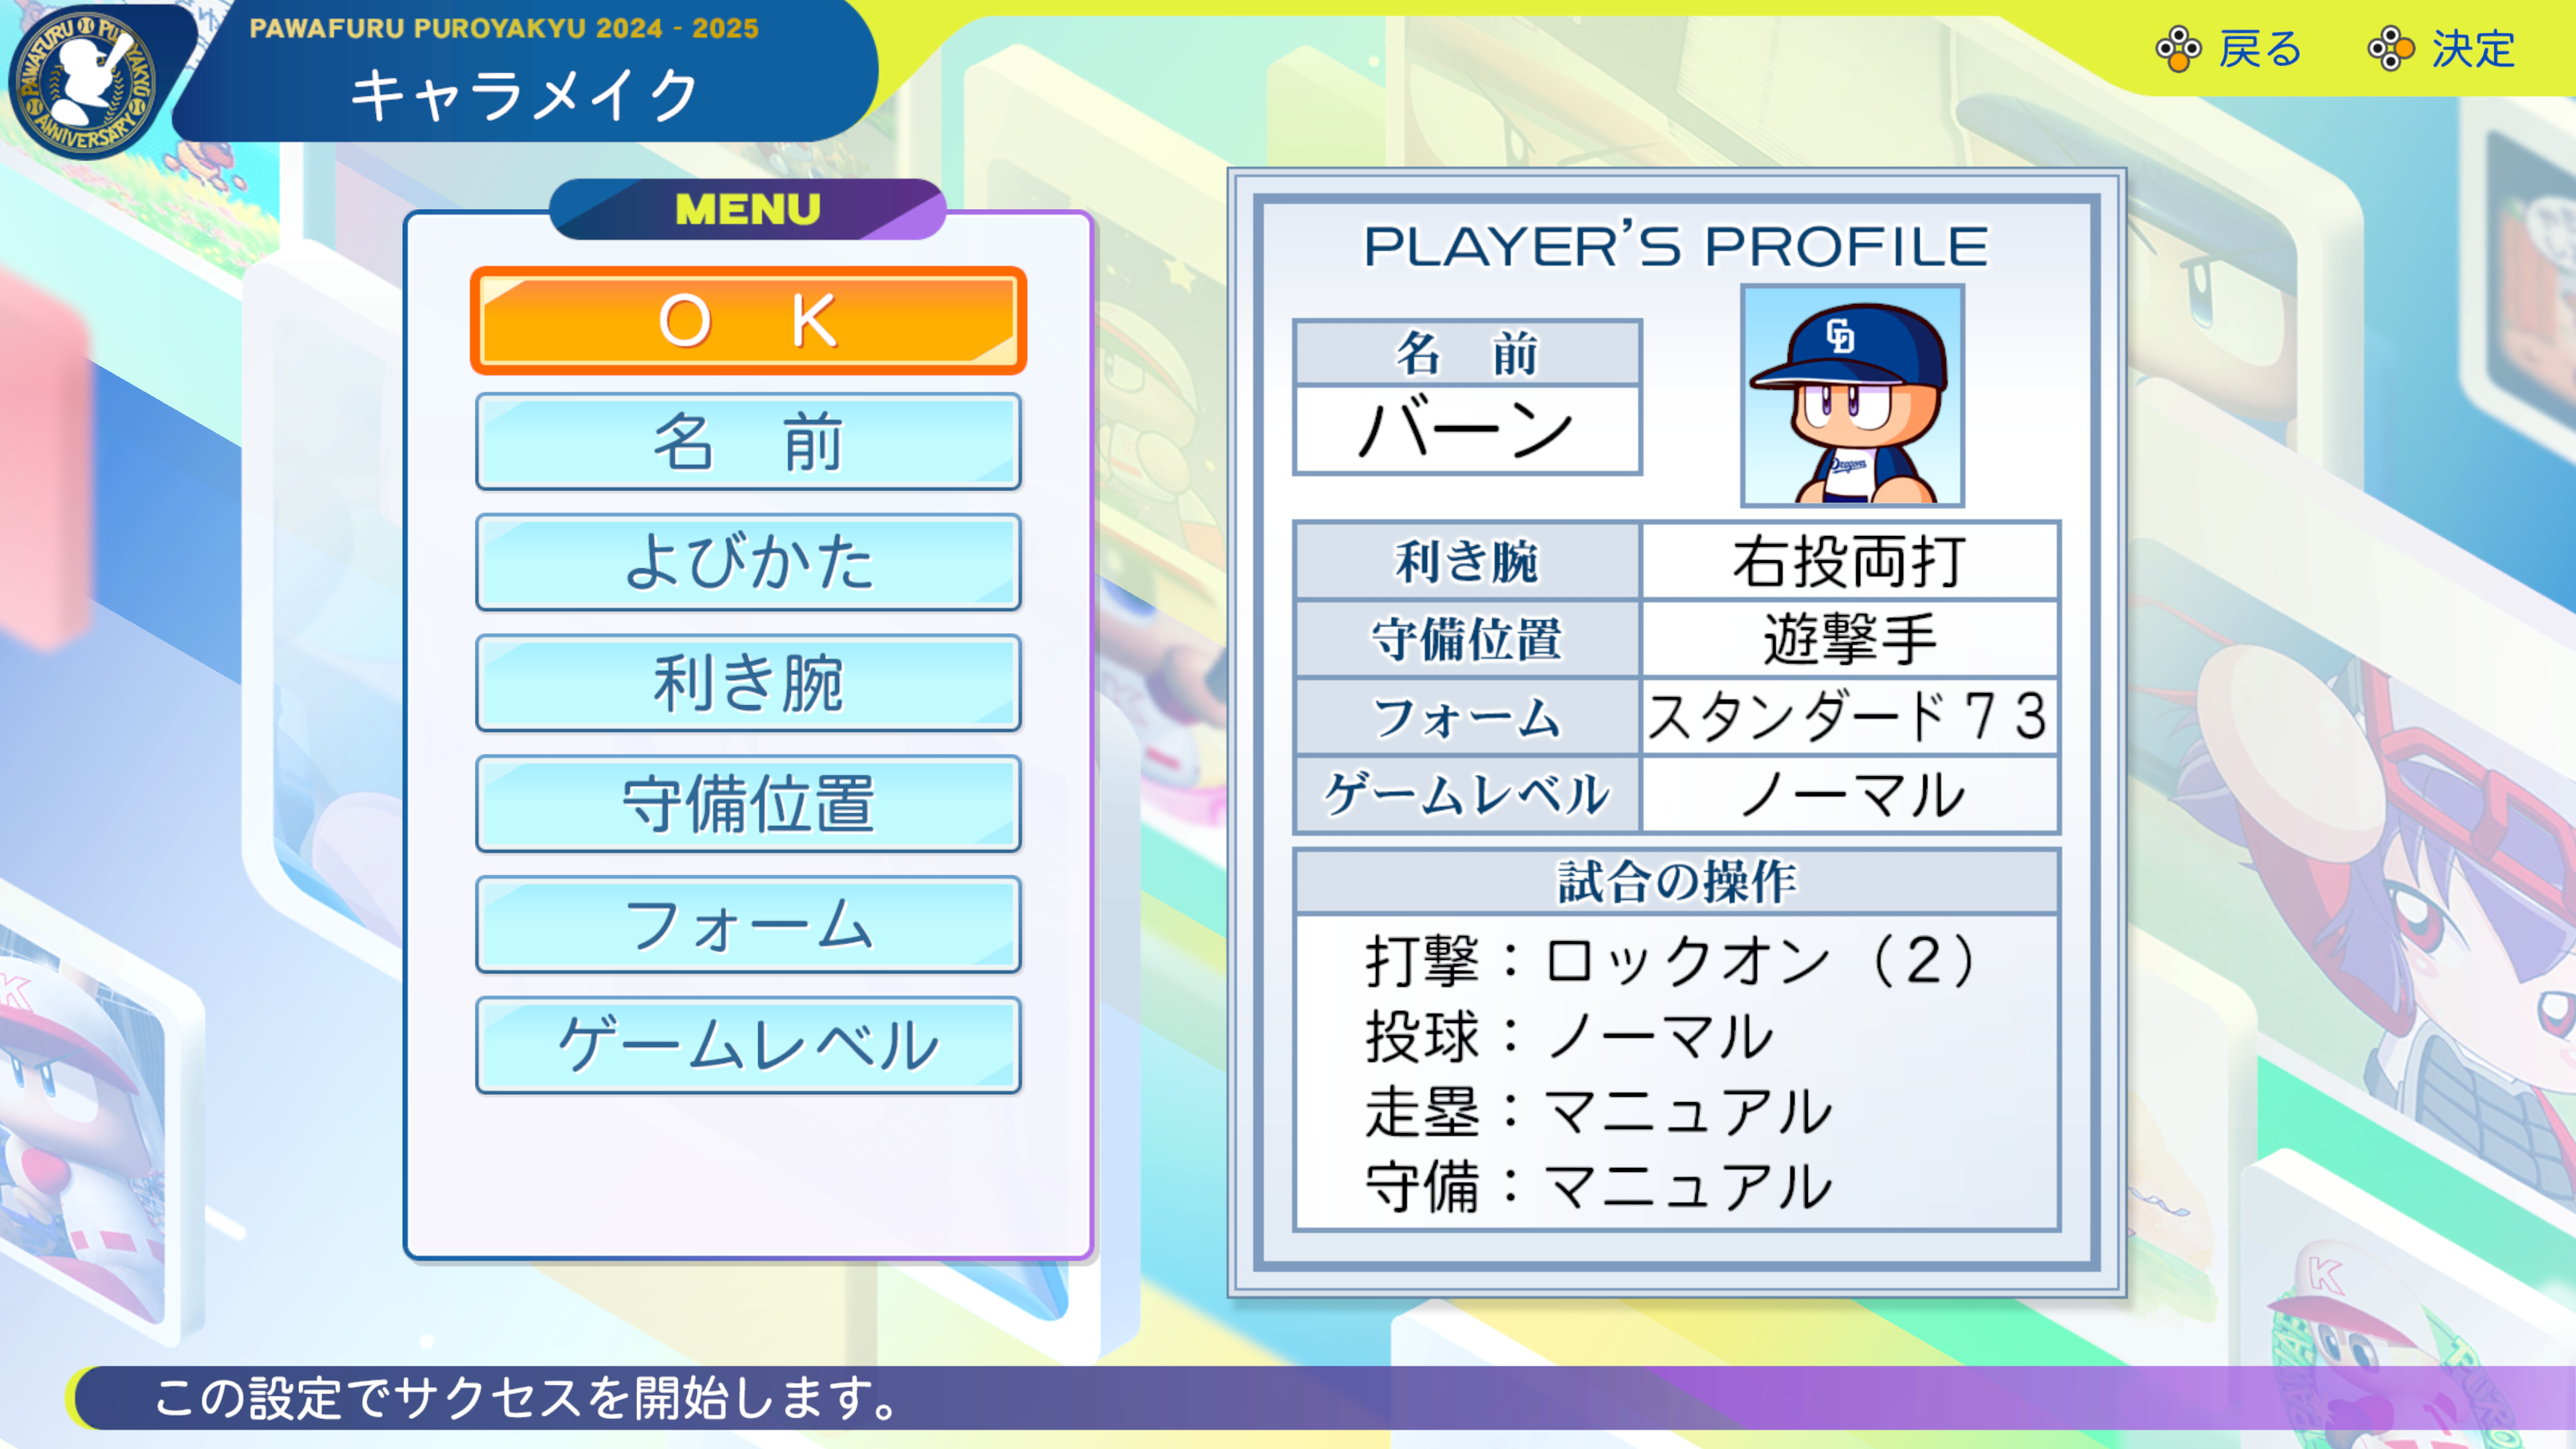 PAWAFURU PUROYAKYU 2024 - 2025
キャラメイク
戻る
決定
MENU
OK
名　前
よびかた
利き腕
守備位置
フォーム
ゲームレベル
PLAYER'S PROFILE
名　前
バーン
利き腕 右投両打
守備位置 遊撃手
フォーム スタンダード７３
ゲームレベル ノーマル
試合の操作
打撃：ロックオン（２）
投球：ノーマル
走塁：マニュアル
守備：マニュアル
この設定でサクセスを開始します。